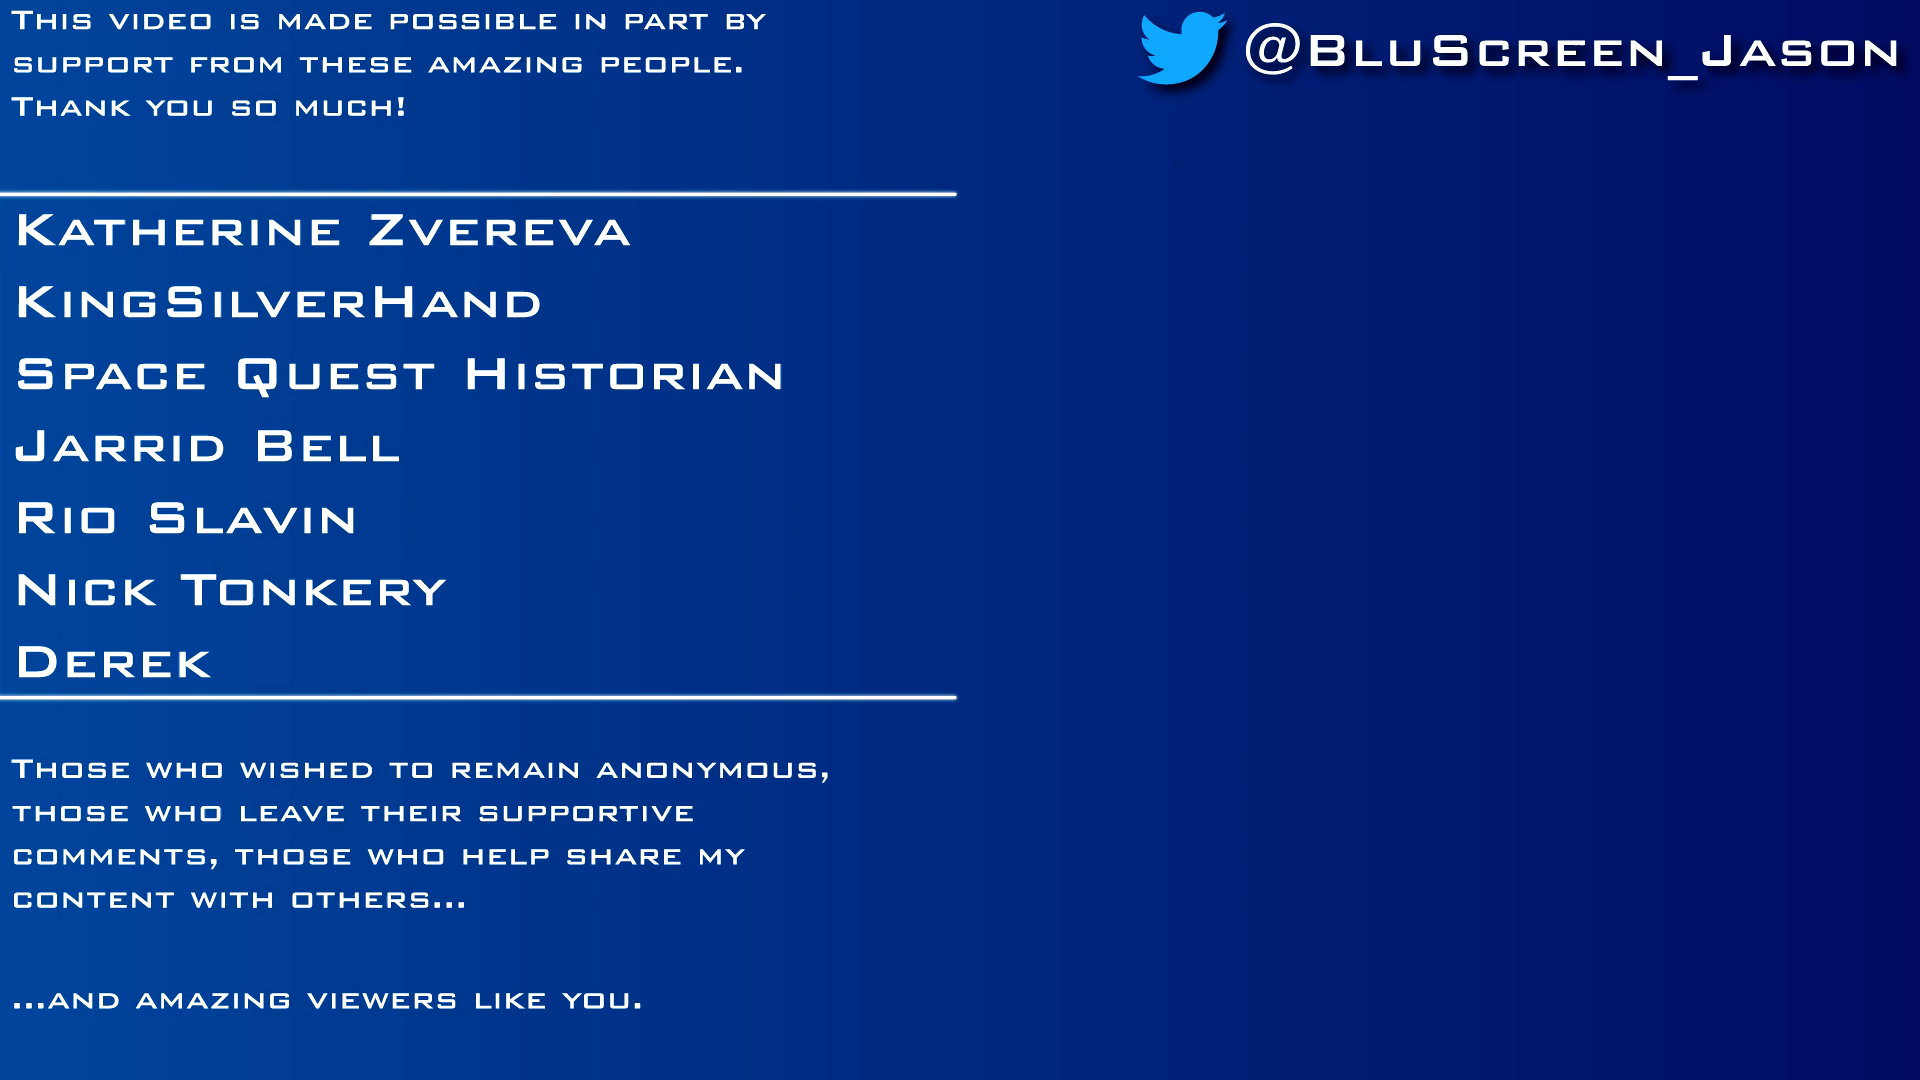 This video is made possible in part by
support from these amazing people.
Thank you so much!
@BluScreen_Jason
Katherine Zvereva
KingSilverHand
Space Quest Historian
Jarrid Bell
Rio Slavin
Nick Tonkery
Derek
Those who wished to remain anonymous,
those who leave their supportive
comments, those who help share my
content with others...
...and amazing viewers like you.